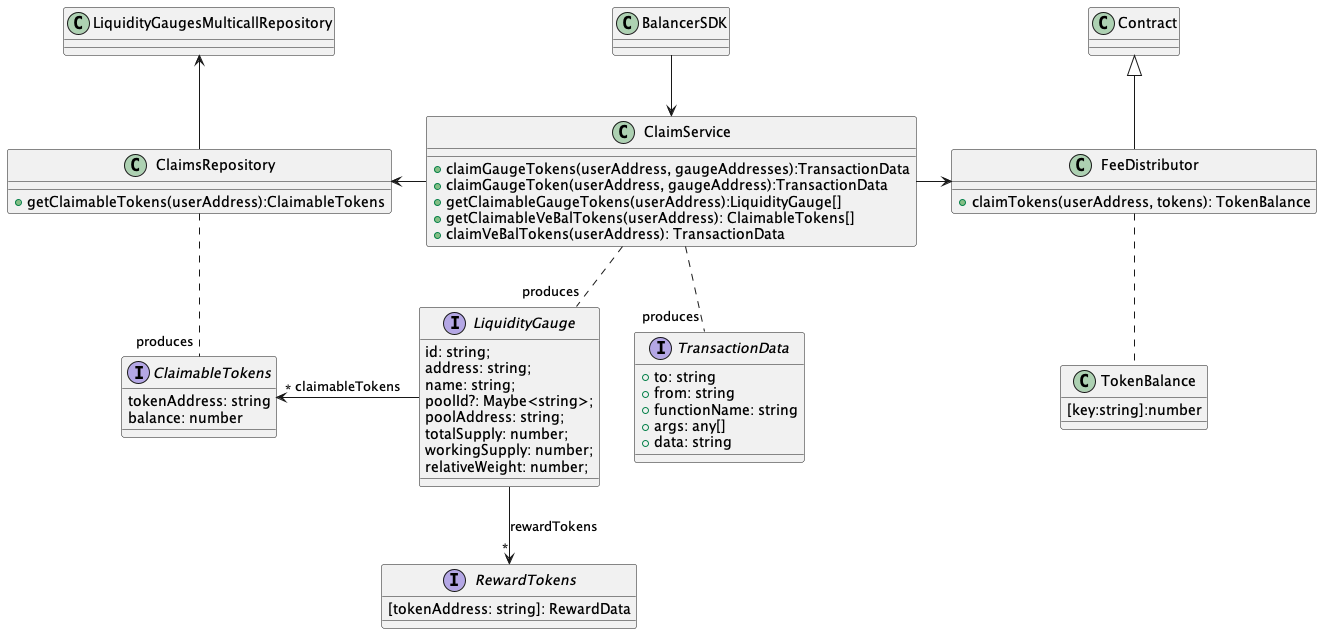 C LiquidityGaugesMulticallRepository
C BalancerSDK
C Contract
C ClaimService
+ claimGaugeTokens(userAddress, gaugeAddresses):TransactionData
+ claimGaugeToken(userAddress, gaugeAddress):TransactionData
+ getClaimableGaugeTokens(userAddress):LiquidityGauge[]
+ getClaimableVeBalTokens(userAddress): ClaimableTokens[]
+ claimVeBalTokens(userAddress): TransactionData
C ClaimsRepository
+ getClaimableTokens(userAddress):ClaimableTokens
C FeeDistributor
+ claimTokens(userAddress, tokens): TokenBalance
produces
produces
produces
I LiquidityGauge
id: string;
address: string;
name: string;
poolId?: Maybe<string>;
poolAddress: string;
totalSupply: number;
workingSupply: number;
relativeWeight: number;
I TransactionData
to: string
from: string
functionName: string
args: any[]
data: string
I ClaimableTokens
tokenAddress: string
balance: number
* claimableTokens
C TokenBalance
[key:string]:number
rewardTokens
*
I RewardTokens
[tokenAddress: string]: RewardData